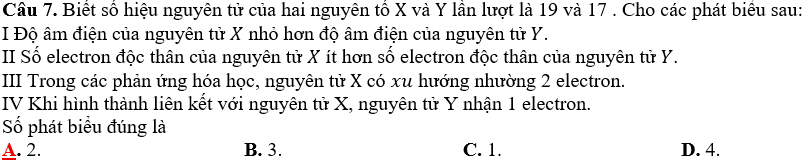 Câu 7. Biết số hiệu nguyên tử của hai nguyên tố X và Y lần lượt là 19 và 17 . Cho các phát biểu sau:
I Độ âm điện của nguyên tử X nhỏ hơn độ âm điện của nguyên tử Y.
II Số electron độc thân của nguyên tử X ít hơn số electron độc thân của nguyên tử Y.
III Trong các phản ứng hóa học, nguyên tử X có xu hướng nhường 2 electron.
IV Khi hình thành liên kết với nguyên tử X, nguyên tử Y nhận 1 electron.
Số phát biểu đúng là
A. 2. B. 3. C. 1. D. 4.